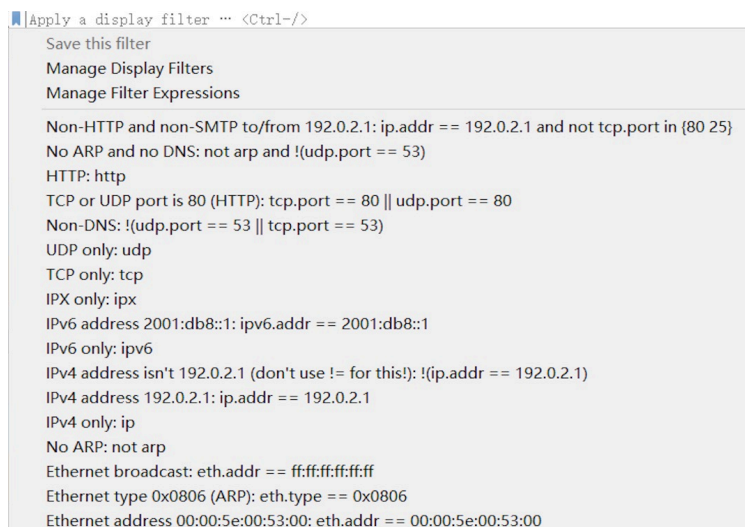 Apply a display filter … <Ctrl-/>
Save this filter
Manage Display Filters
Manage Filter Expressions
Non-HTTP and non-SMTP to/from 192.0.2.1: ip.addr == 192.0.2.1 and not tcp.port in {80 25}
No ARP and no DNS: not arp and !(udp.port == 53)
HTTP: http
TCP or UDP port is 80 (HTTP): tcp.port == 80 || udp.port == 80
Non-DNS: !(udp.port == 53 || tcp.port == 53)
UDP only: udp
TCP only: tcp
IPX only: ipx
IPv6 address 2001:db8::1: ipv6.addr == 2001:db8::1
IPv6 only: ipv6
IPv4 address isn't 192.0.2.1 (don't use != for this!): !(ip.addr == 192.0.2.1)
IPv4 address 192.0.2.1: ip.addr == 192.0.2.1
IPv4 only: ip
No ARP: not arp
Ethernet broadcast: eth.addr == ff:ff:ff:ff:ff:ff
Ethernet type 0x0806 (ARP): eth.type == 0x0806
Ethernet address 00:00:5e:00:53:00: eth.addr == 00:00:5e:00:53:00